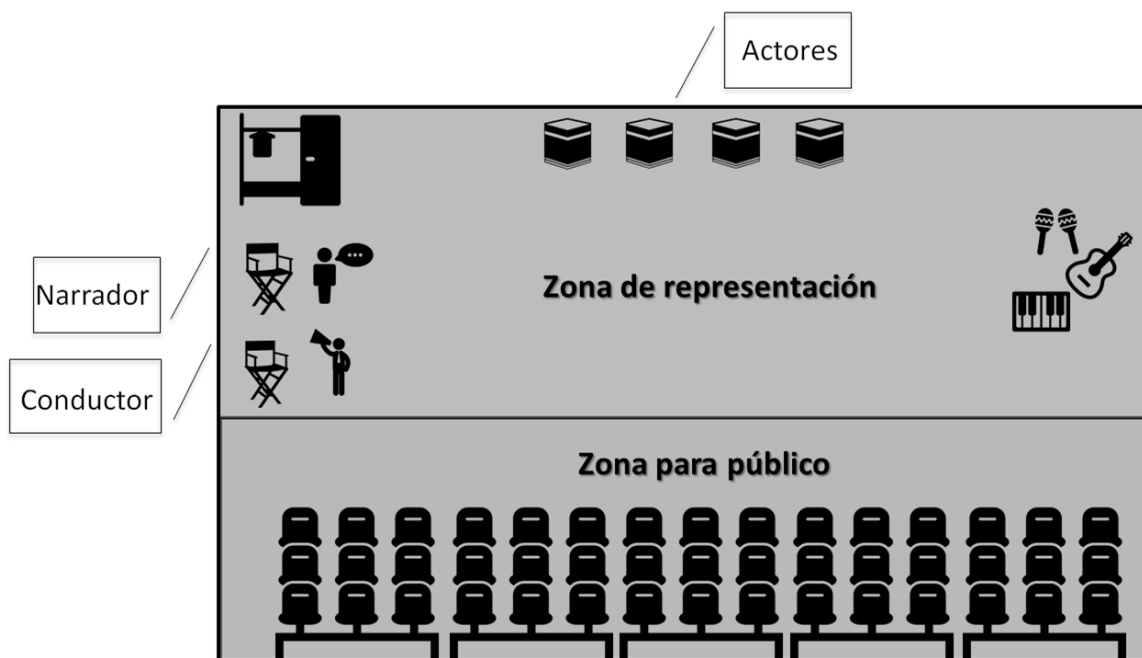 Actores
Narrador
Zona de representación
Conductor
Zona para público